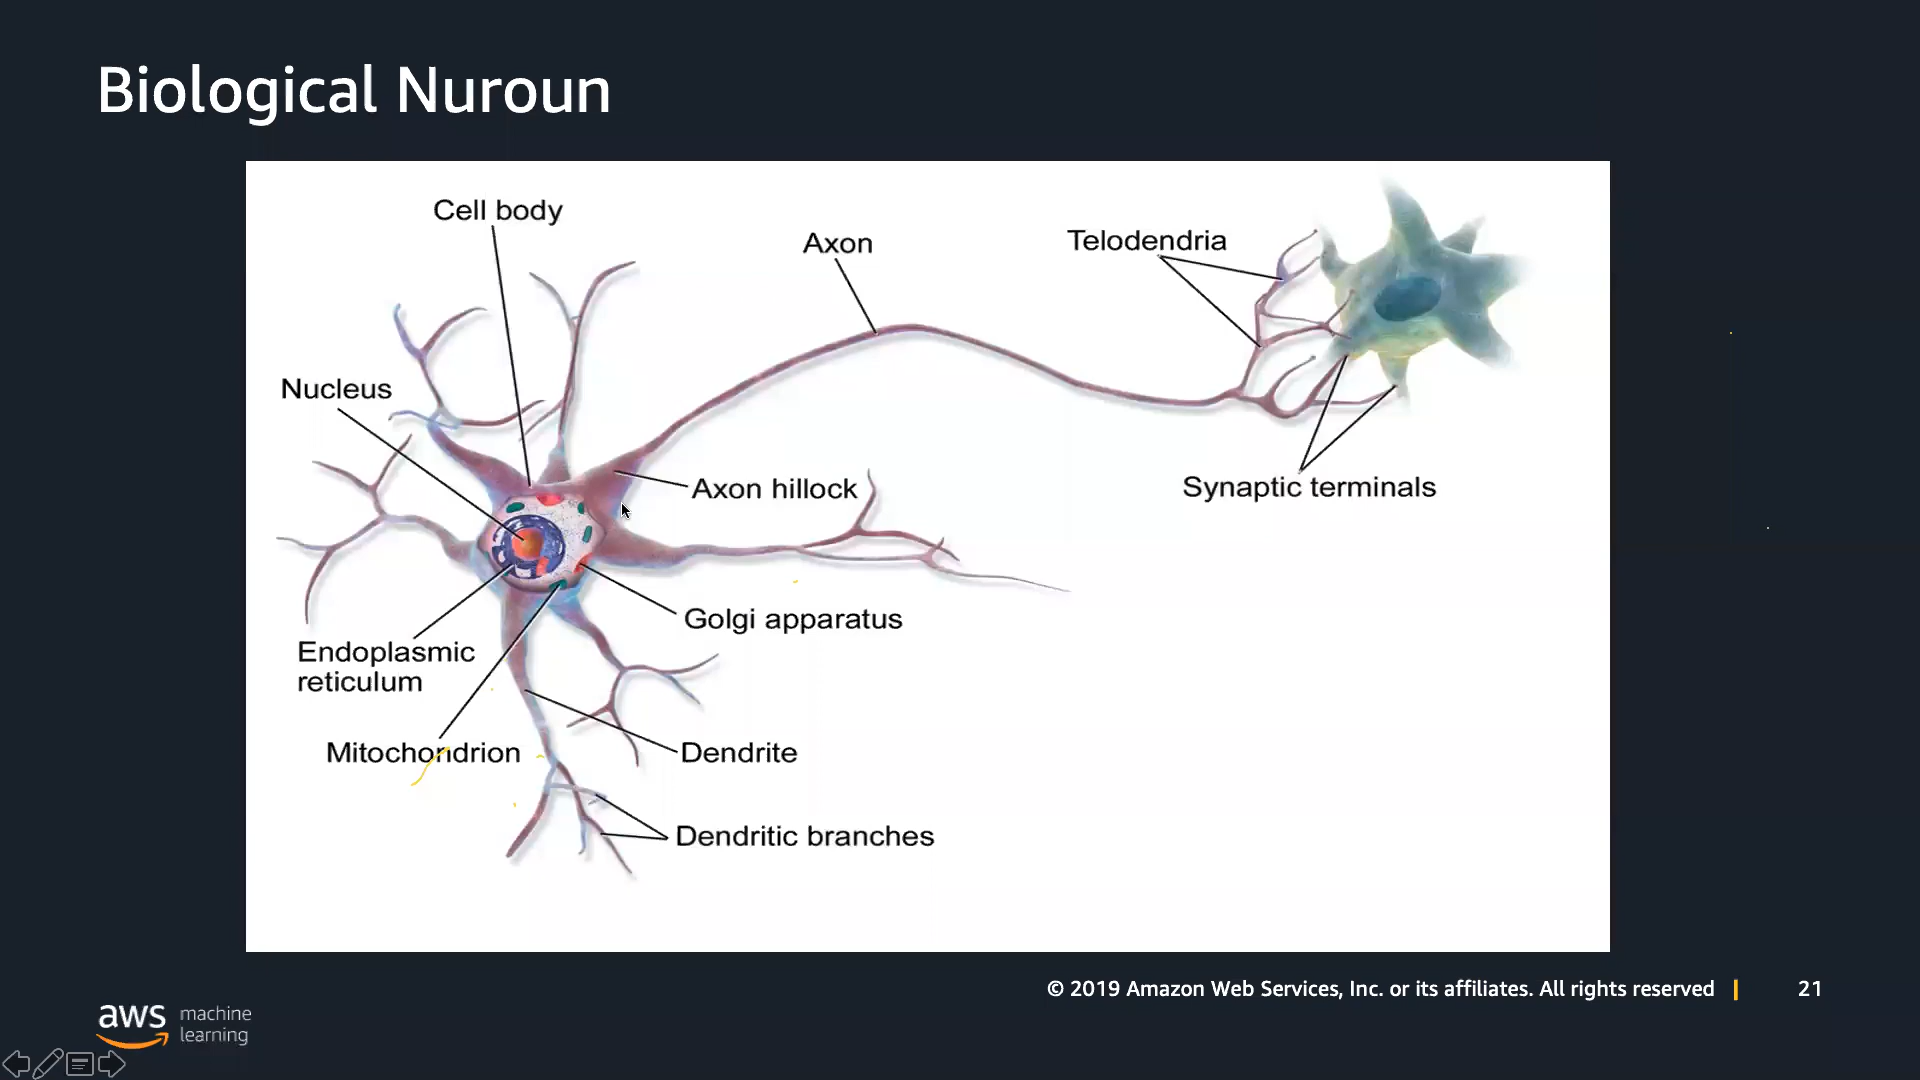 Biological Nuroun
Cell body
Axon
Telodendria
Nucleus
Axon hillock
Synaptic terminals
Golgi apparatus
Endoplasmic
reticulum
Mitochondrion
Dendrite
Dendritic branches
© 2019 Amazon Web Services, Inc. or its affiliates. All rights reserved | 21
aws machine
learning